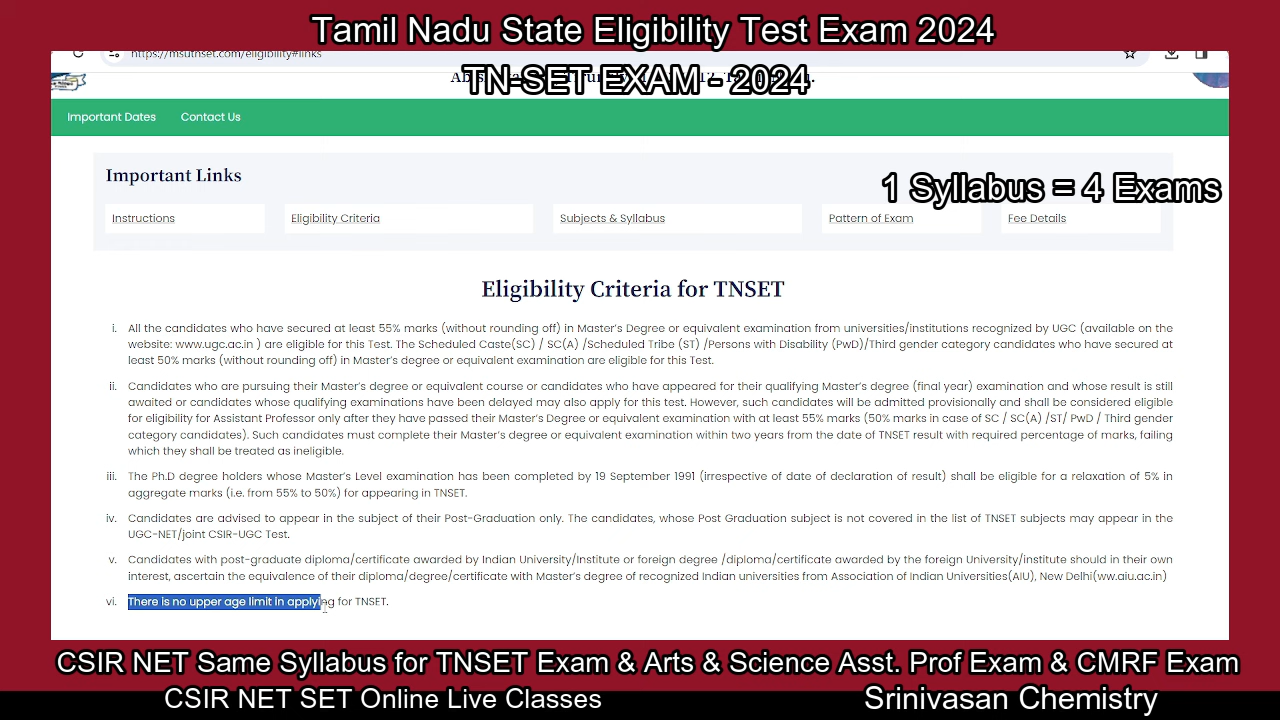 Tamil Nadu State Eligibility Test Exam 2024
https://msutnset.com/eligibility#links
TN-SET EXAM - 2024
Important Dates Contact Us
Important Links
1 Syllabus = 4 Exams
Instructions Eligibility Criteria Subjects & Syllabus Pattern of Exam Fee Details
Eligibility Criteria for TNSET
i. All the candidates who have secured at least 55% marks (without rounding off) in Master's Degree or equivalent examination from universities/institutions recognized by UGC (available on the
website: www.ugc.ac.in ) are eligible for this Test. The Scheduled Caste(SC) / SC(A) /Scheduled Tribe (ST) /Persons with Disability (PwD)/Third gender category candidates who have secured at
least 50% marks (without rounding off) in Master's degree or equivalent examination are eligible for this Test.
ii. Candidates who are pursuing their Master's degree or equivalent course or candidates who have appeared for their qualifying Master's degree (final year) examination and whose result is still
awaited or candidates whose qualifying examinations have been delayed may also apply for this test. However, such candidates will be admitted provisionally and shall be considered eligible
for eligibility for Assistant Professor only after they have passed their Master's Degree or equivalent examination with at least 55% marks (50% marks in case of SC / SC(A) /ST/ PwD / Third gender
category candidates). Such candidates must complete their Master's degree or equivalent examination within two years from the date of TNSET result with required percentage of marks, failing
which they shall be treated as ineligible.
iii. The Ph.D degree holders whose Master's Level examination has been completed by 19 September 1991 (irrespective of date of declaration of result) shall be eligible for a relaxation of 5% in
aggregate marks (i.e. from 55% to 50%) for appearing in TNSET.
iv. Candidates are advised to appear in the subject of their Post-Graduation only. The candidates, whose Post Graduation subject is not covered in the list of TNSET subjects may appear in the
UGC-NET/joint CSIR-UGC Test.
v. Candidates with post-graduate diploma/certificate awarded by Indian University/Institute or foreign degree /diploma/certificate awarded by the foreign University/institute should in their own
interest, ascertain the equivalence of their diploma/degree/certificate with Master's degree of recognized Indian universities from Association of Indian Universities(AIU), New Delhi(ww.aiu.ac.in)
vi. There is no upper age limit in applying for TNSET.
CSIR NET Same Syllabus for TNSET Exam & Arts & Science Asst. Prof Exam & CMRF Exam
CSIR NET SET Online Live Classes Srinivasan Chemistry